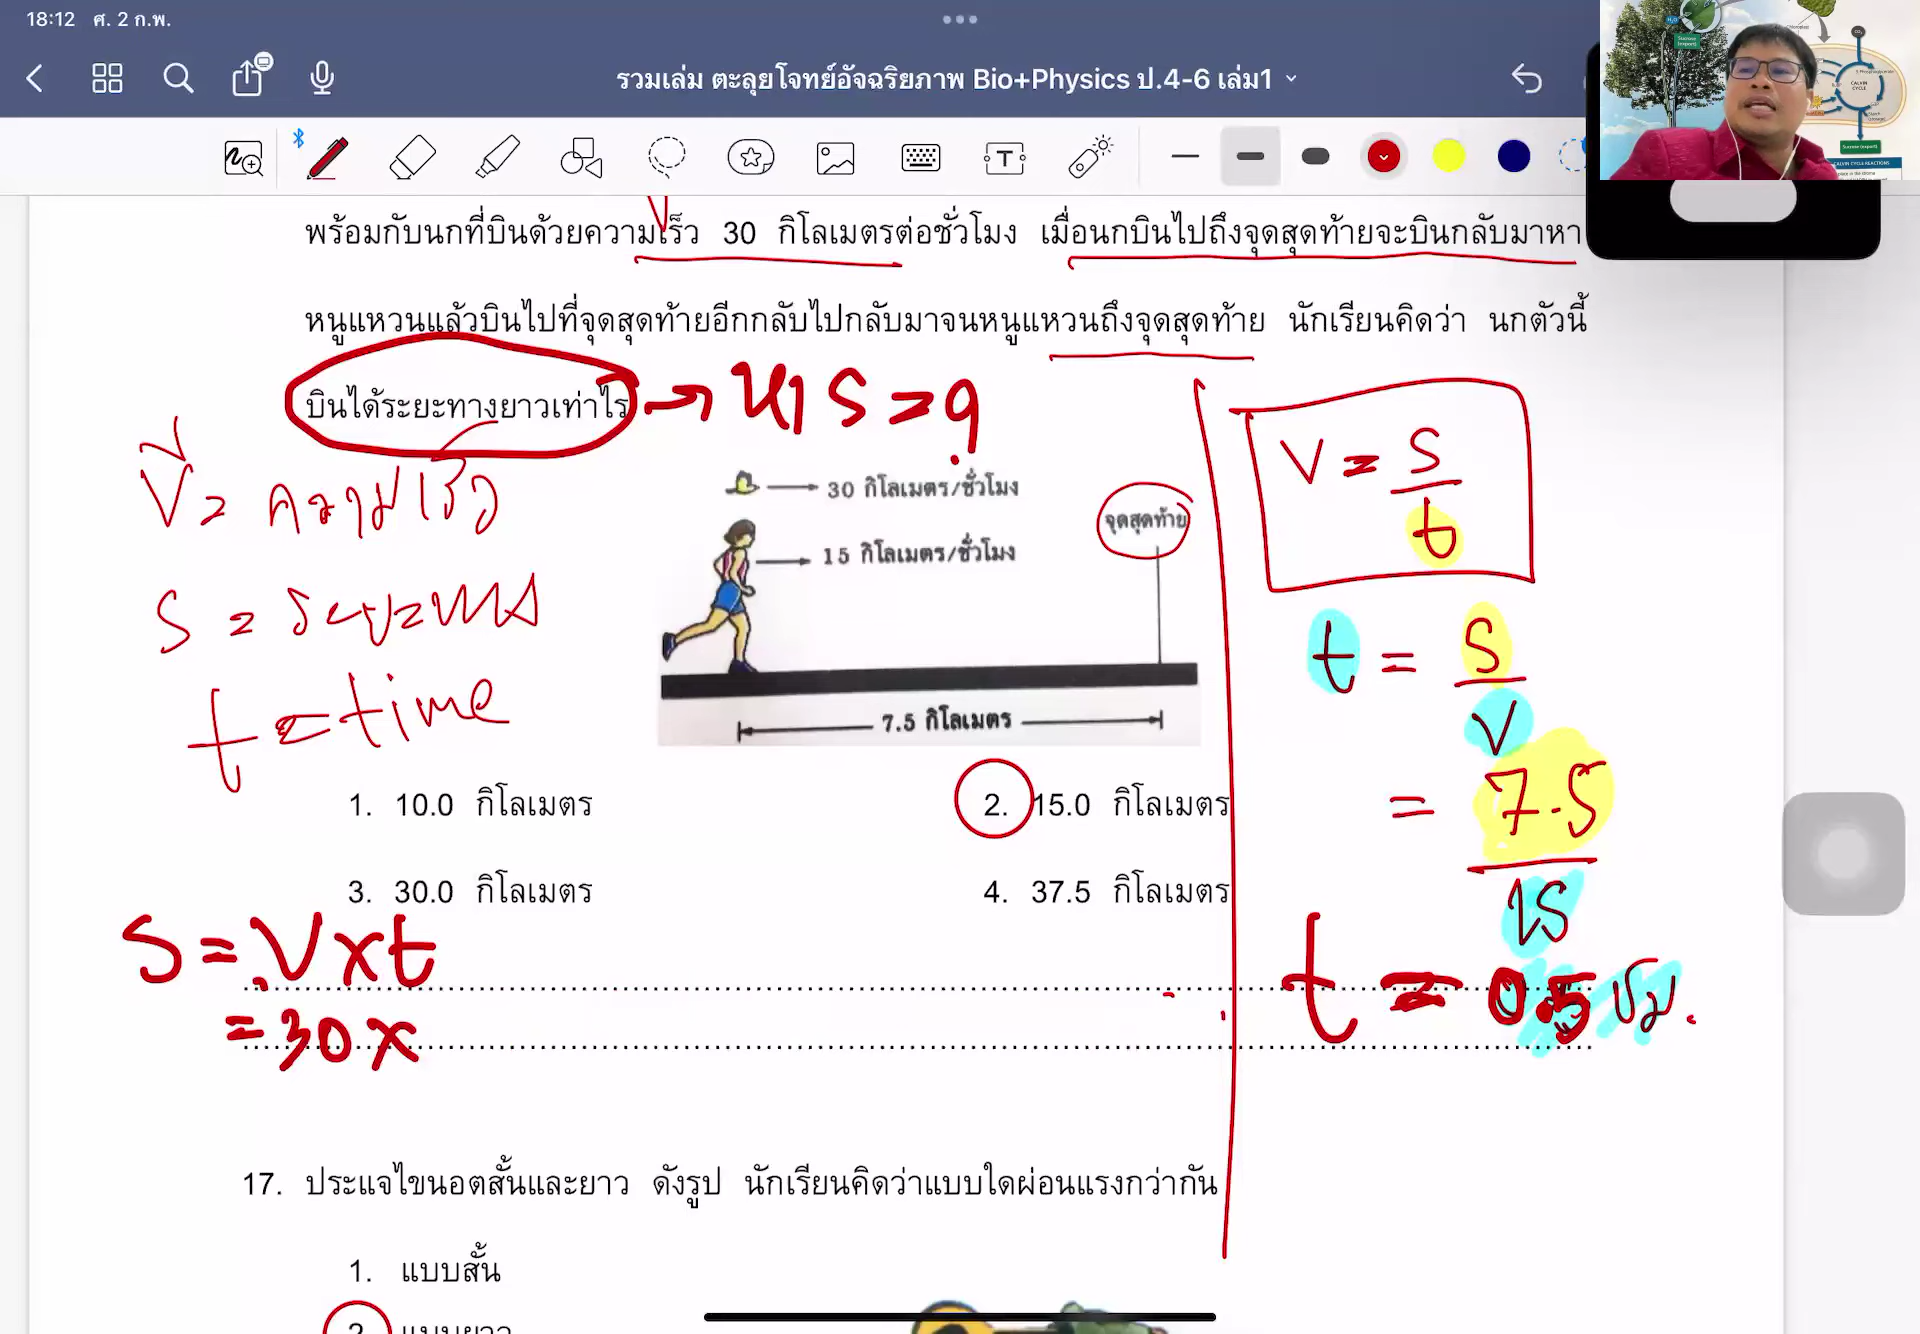 18:12 ศ. 2 ก.พ.
รวมเล่ม ตะลุยโจทย์อัจฉริยภาพ Bio+Physics ป.4-6 เล่ม1
T
CALVIN CYCLE
V
พร้อมกับนกที่บินด้วยความเร็ว 30 กิโลเมตรต่อชั่วโมง เมื่อนกบินไปถึงจุดสุดท้ายจะบินกลับมาหา
หนูแหวนแล้วบินไปที่จุดสุดท้ายอีกกลับไปกลับมาจนหนูแหวนถึงจุดสุดท้าย นักเรียนคิดว่า นกตัวนี้
บินได้ระยะทางยาวเท่าไร → หา S = ?
V = ความเร็ว
S = ระยะทาง
t = time
30 กิโลเมตร/ชั่วโมง
15 กิโลเมตร/ชั่วโมง
จุดสุดท้าย
7.5 กิโลเมตร
V = S/t
t = S/V
= 7.5/15
t = 0.5 ชม.
1. 10.0 กิโลเมตร
2. 15.0 กิโลเมตร
3. 30.0 กิโลเมตร
4. 37.5 กิโลเมตร
S = V x t
= 30 x
17. ประแจไขนอตสั้นและยาว ดังรูป นักเรียนคิดว่าแบบใดผ่อนแรงกว่ากัน
1. แบบสั้น
2. แบบยาว